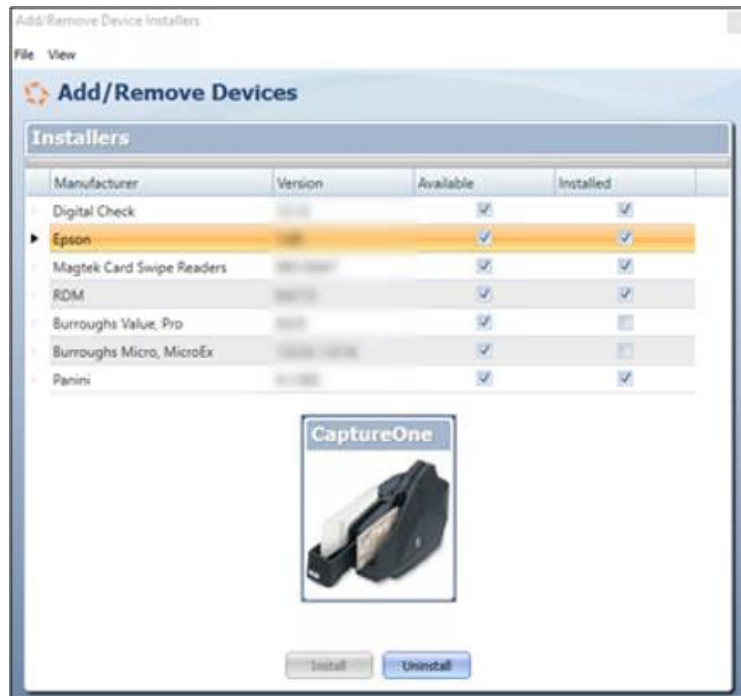 Add/Remove Device Installers
File View
Add/Remove Devices
Installers
Manufacturer Version Available Installed
Digital Check
Epson
Magtek Card Swipe Readers
RDM
Burroughs Value, Pro
Burroughs Micro, MicroEx
Panini
CaptureOne
Install Uninstall